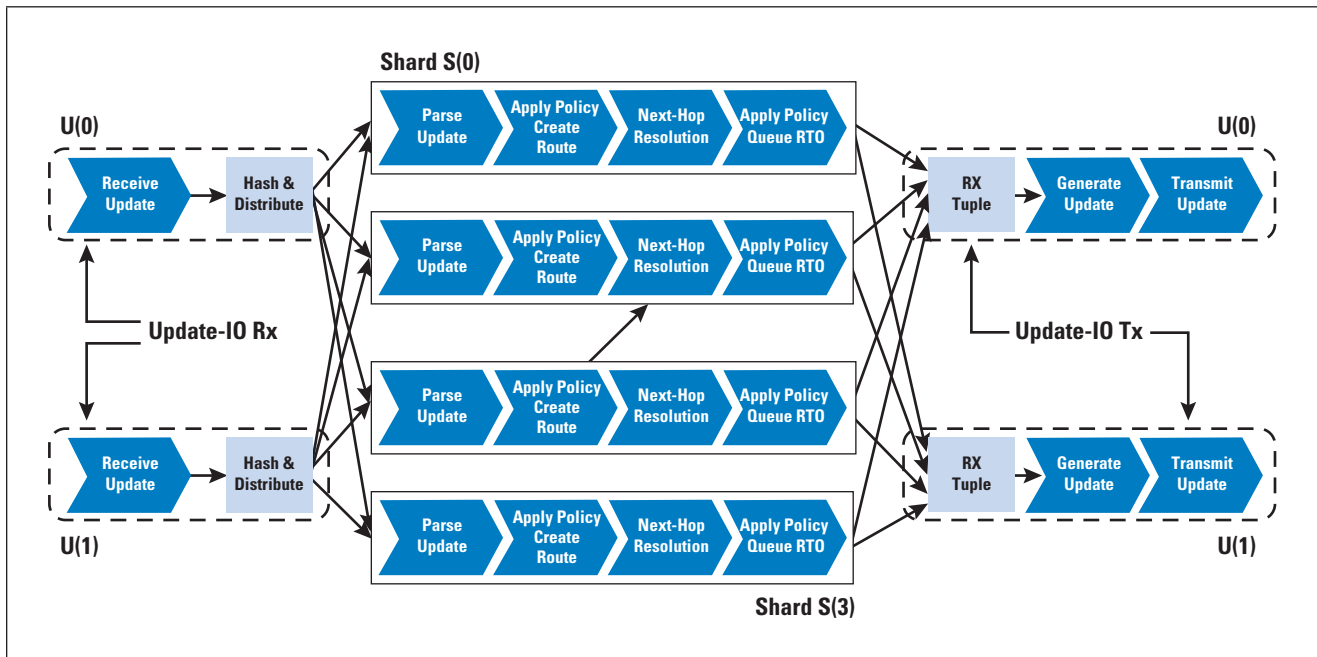 Shard S(0)
Parse
Update
Apply Policy
Create
Route
Next-Hop
Resolution
Apply Policy
Queue RTO
U(0)
Receive
Update
Hash &
Distribute
U(0)
RX
Tuple
Generate
Update
Transmit
Update
Parse
Update
Apply Policy
Create
Route
Next-Hop
Resolution
Apply Policy
Queue RTO
Update-IO Rx
Update-IO Tx
Parse
Update
Apply Policy
Create
Route
Next-Hop
Resolution
Apply Policy
Queue RTO
Receive
Update
Hash &
Distribute
U(1)
RX
Tuple
Generate
Update
Transmit
Update
U(1)
Parse
Update
Apply Policy
Create
Route
Next-Hop
Resolution
Apply Policy
Queue RTO
Shard S(3)